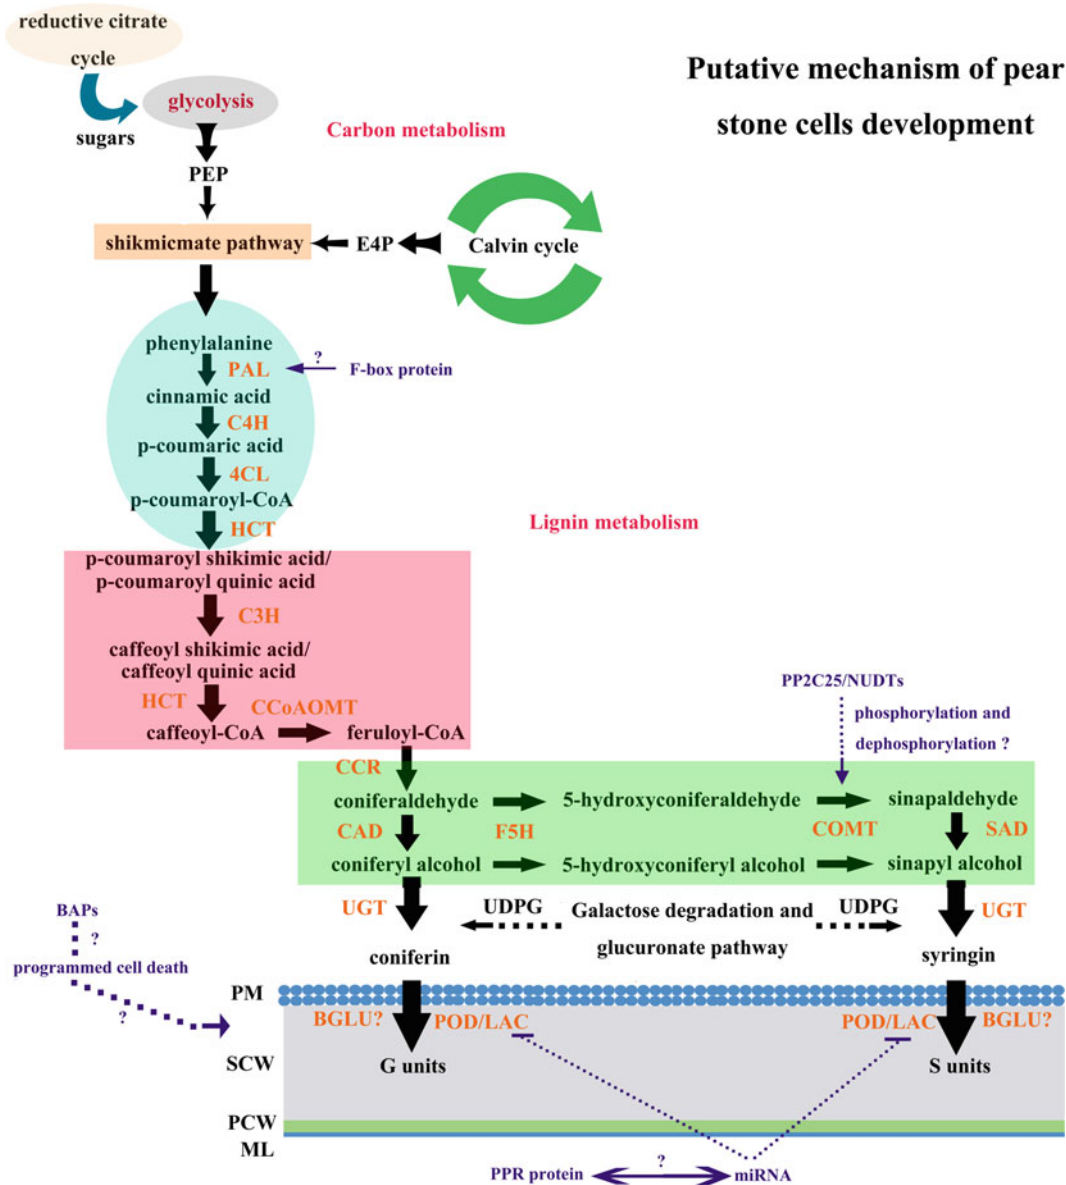 reductive citrate
cycle
sugars
glycolysis
Putative mechanism of pear
stone cells development
Carbon metabolism
PEP
shikmicmate pathway
E4P
Calvin cycle
phenylalanine
PAL
?
F-box protein
cinnamic acid
C4H
p-coumaric acid
4CL
p-coumaroyl-CoA
HCT
Lignin metabolism
p-coumaroyl shikimic acid/
p-coumaroyl quinic acid
C3H
caffeoyl shikimic acid/
caffeoyl quinic acid
HCT
CCoAOMT
caffeoyl-CoA
feruloyl-CoA
PP2C25/NUDTs
phosphorylation and
dephosphorylation ?
CCR
coniferaldehyde
5-hydroxyconiferaldehyde
sinapaldehyde
CAD
F5H
COMT
SAD
coniferyl alcohol
5-hydroxyconiferyl alcohol
sinapyl alcohol
UGT
UDPG
Galactose degradation and
glucuronate pathway
UDPG
UGT
BAPs
?
programmed cell death
?
coniferin
syringin
PM
BGLU?
POD/LAC
POD/LAC
BGLU?
SCW
G units
S units
PCW
ML
PPR protein
?
miRNA